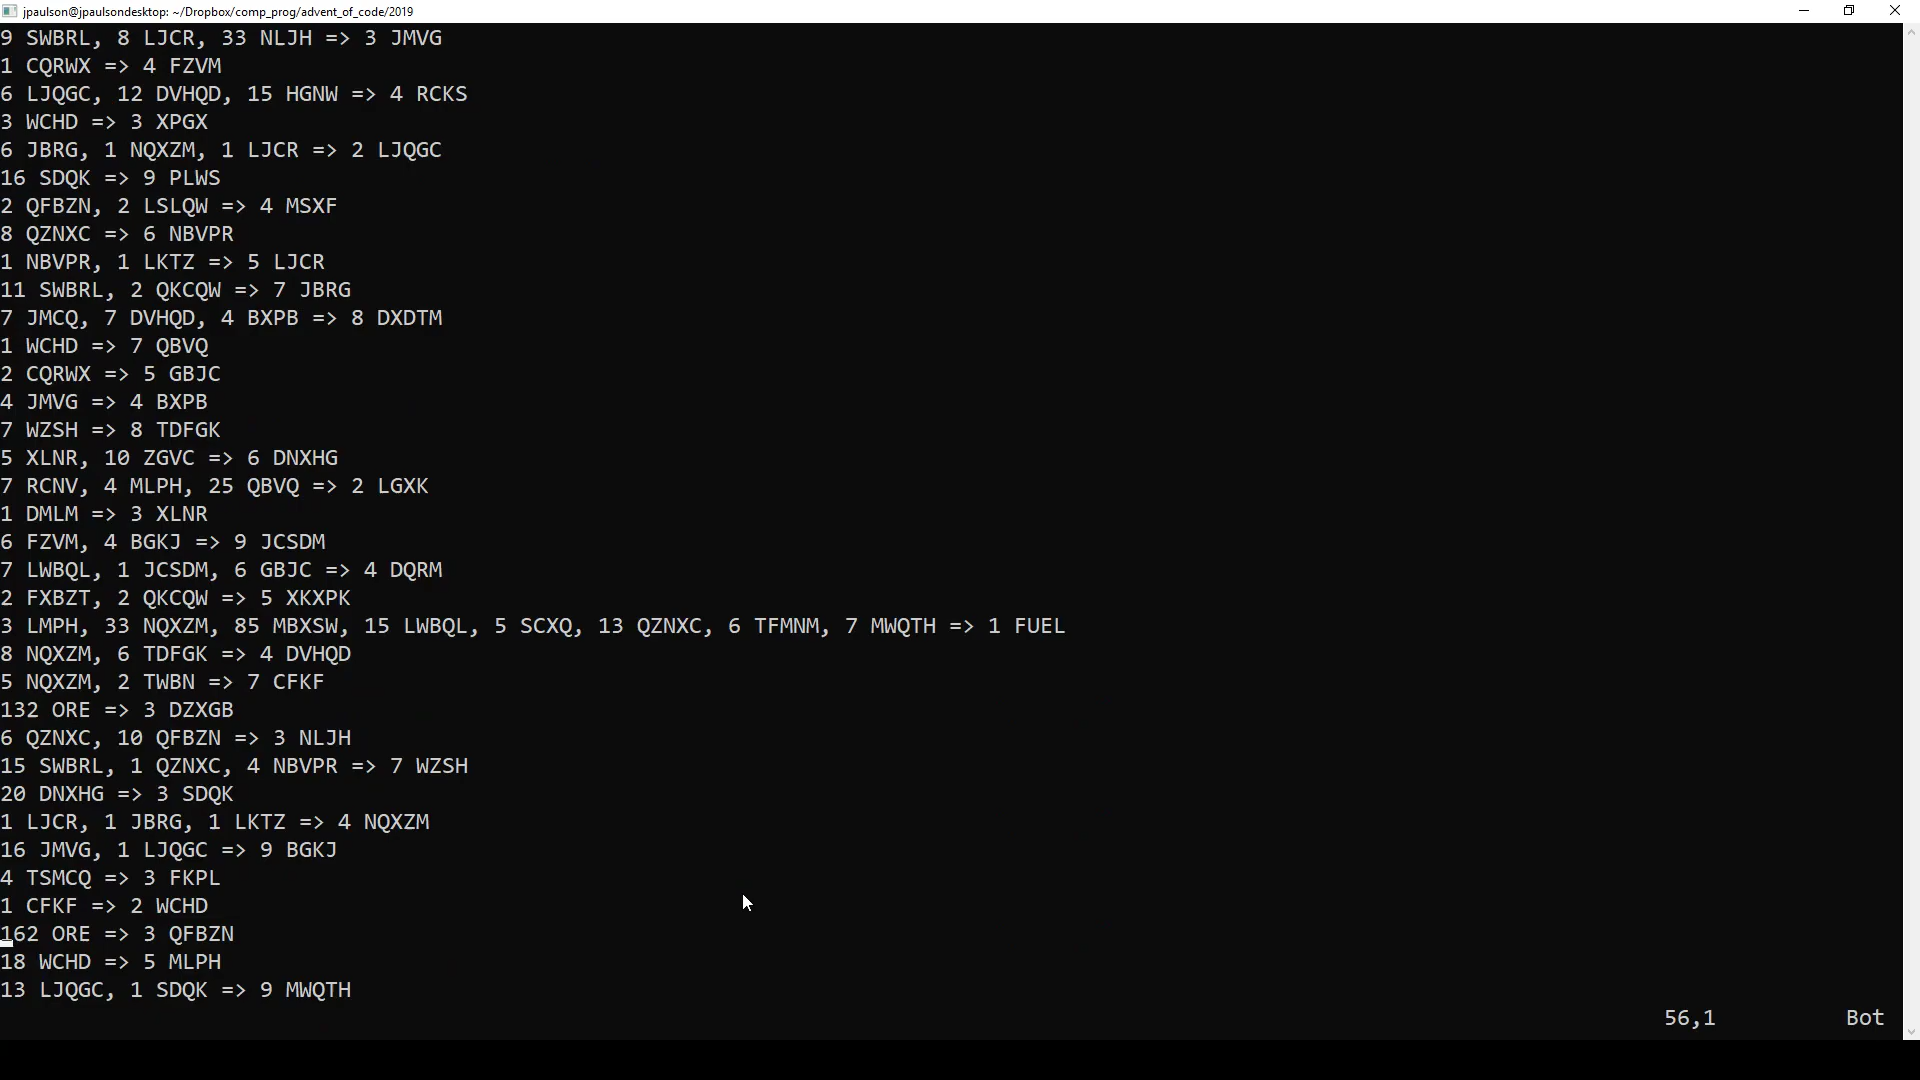 jpaulson@jpaulsondesktop: ~/Dropbox/comp_prog/advent_of_code/2019
9 SWBRL, 8 LJCR, 33 NLJH => 3 JMVG
1 CQRWX => 4 FZVM
6 LJQGC, 12 DVHQD, 15 HGNW => 4 RCKS
3 WCHD => 3 XPGX
6 JBRG, 1 NQXZM, 1 LJCR => 2 LJQGC
16 SDQK => 9 PLWS
2 QFBZN, 2 LSLQW => 4 MSXF
8 QZNXC => 6 NBVPR
1 NBVPR, 1 LKTZ => 5 LJCR
11 SWBRL, 2 QKCQW => 7 JBRG
7 JMCQ, 7 DVHQD, 4 BXPB => 8 DXDTM
1 WCHD => 7 QBVQ
2 CQRWX => 5 GBJC
4 JMVG => 4 BXPB
7 WZSH => 8 TDFGK
5 XLNR, 10 ZGVC => 6 DNXHG
7 RCNV, 4 MLPH, 25 QBVQ => 2 LGXK
1 DMLM => 3 XLNR
6 FZVM, 4 BGKJ => 9 JCSDM
7 LWBQL, 1 JCSDM, 6 GBJC => 4 DQRM
2 FXBZT, 2 QKCQW => 5 XKXPK
3 LMPH, 33 NQXZM, 85 MBXSW, 15 LWBQL, 5 SCXQ, 13 QZNXC, 6 TFMNM, 7 MWQTH => 1 FUEL
8 NQXZM, 6 TDFGK => 4 DVHQD
5 NQXZM, 2 TWBN => 7 CFKF
132 ORE => 3 DZXGB
6 QZNXC, 10 QFBZN => 3 NLJH
15 SWBRL, 1 QZNXC, 4 NBVPR => 7 WZSH
20 DNXHG => 3 SDQK
1 LJCR, 1 JBRG, 1 LKTZ => 4 NQXZM
16 JMVG, 1 LJQGC => 9 BGKJ
4 TSMCQ => 3 FKPL
1 CFKF => 2 WCHD
162 ORE => 3 QFBZN
18 WCHD => 5 MLPH
13 LJQGC, 1 SDQK => 9 MWQTH
56,1 Bot